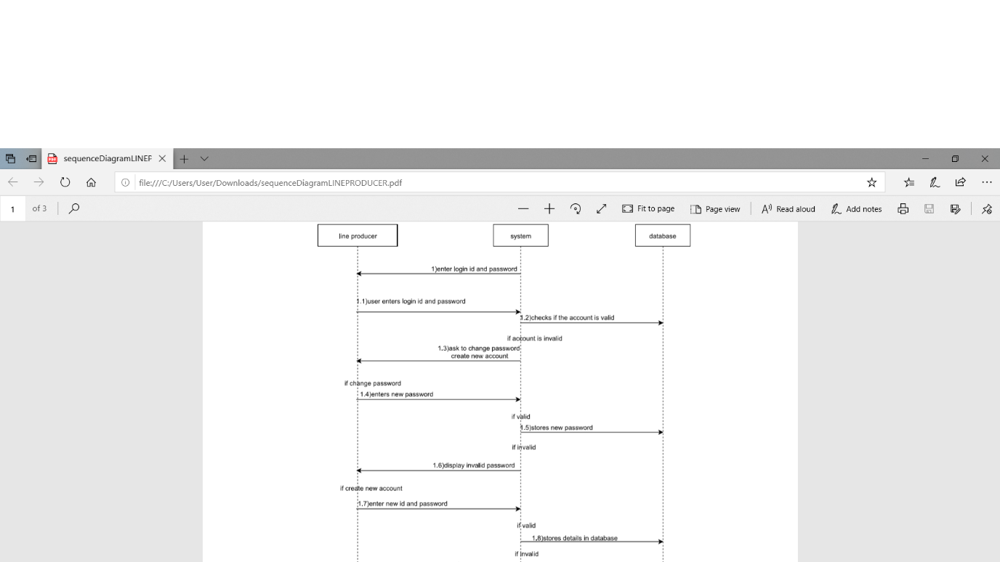 sequenceDiagramLINEF
file:///C:/Users/User/Downloads/sequenceDiagramLINEPRODUCER.pdf
1 of 3 Fit to page Page view Read aloud Add notes
line producer system database
1)enter login id and password
1.1)user enters login id and password
1.2)checks if the account is valid
if account is invalid
1.3)ask to change password
create new account
if change password
1.4)enters new password
if valid
1.5)stores new password
if invalid
1.6)display invalid password
if create new account
1.7)enter new id and password
if valid
1.8)stores details in database
if Invalid